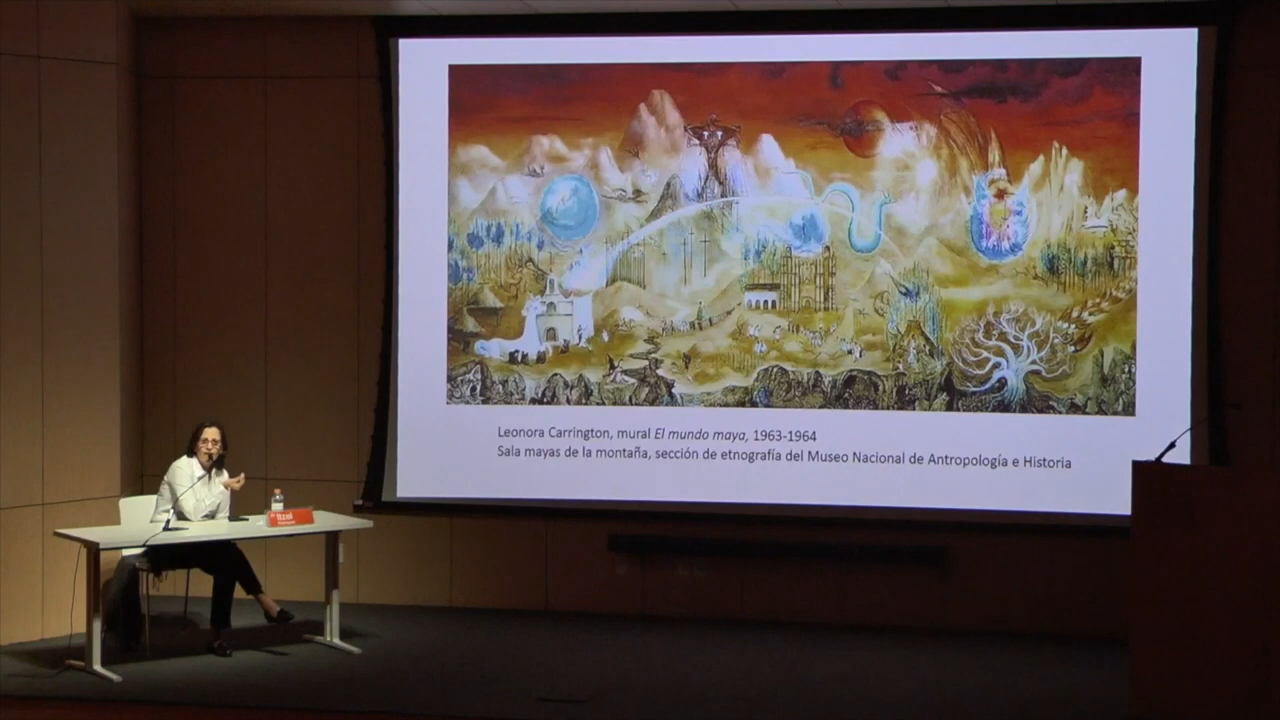 Leonora Carrington, mural El mundo maya, 1963-1964
Sala mayas de la montaña, sección de etnografía del Museo Nacional de Antropología e Historia
Itzel